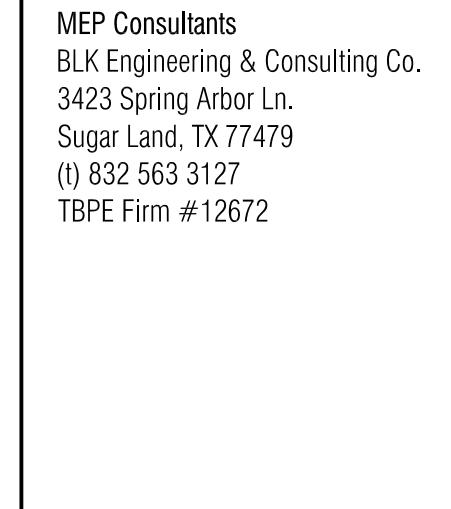 MEP Consultants
BLK Engineering & Consulting Co.
3423 Spring Arbor Ln.
Sugar Land, TX 77479
(t) 832 563 3127
TBPE Firm #12672